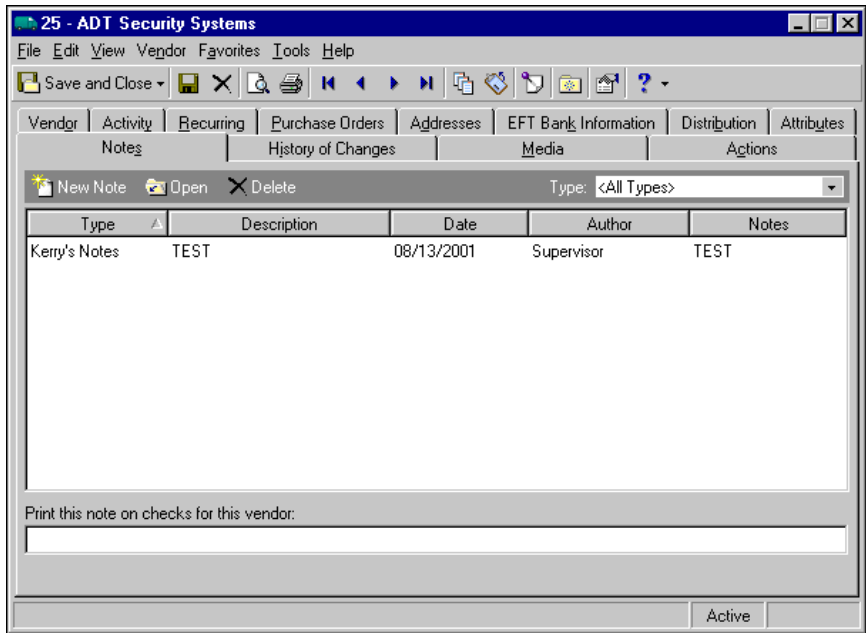 25 - ADT Security Systems
File Edit View Vendor Favorites Tools Help
Save and Close ?
Vendor Activity Recurring Purchase Orders Addresses EFT Bank Information Distribution Attributes
Notes History of Changes Media Actions
New Note Open Delete Type: <All Types>
Type Description Date Author Notes
Kerry's Notes TEST 08/13/2001 Supervisor TEST
Print this note on checks for this vendor:
Active